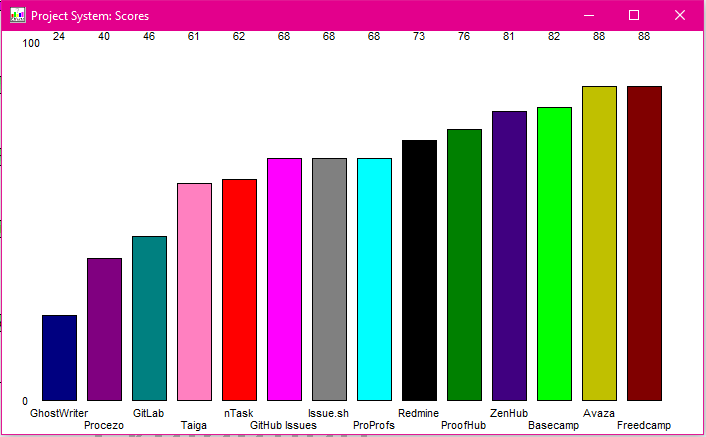 Project System: Scores
24 40 46 61 62 68 68 68 73 76 81 82 88 88
100
0
GhostWriter GitLab nTask Issue.sh Redmine ZenHub Avaza
Procezo Taiga GitHub Issues ProProfs ProofHub Basecamp Freedcamp